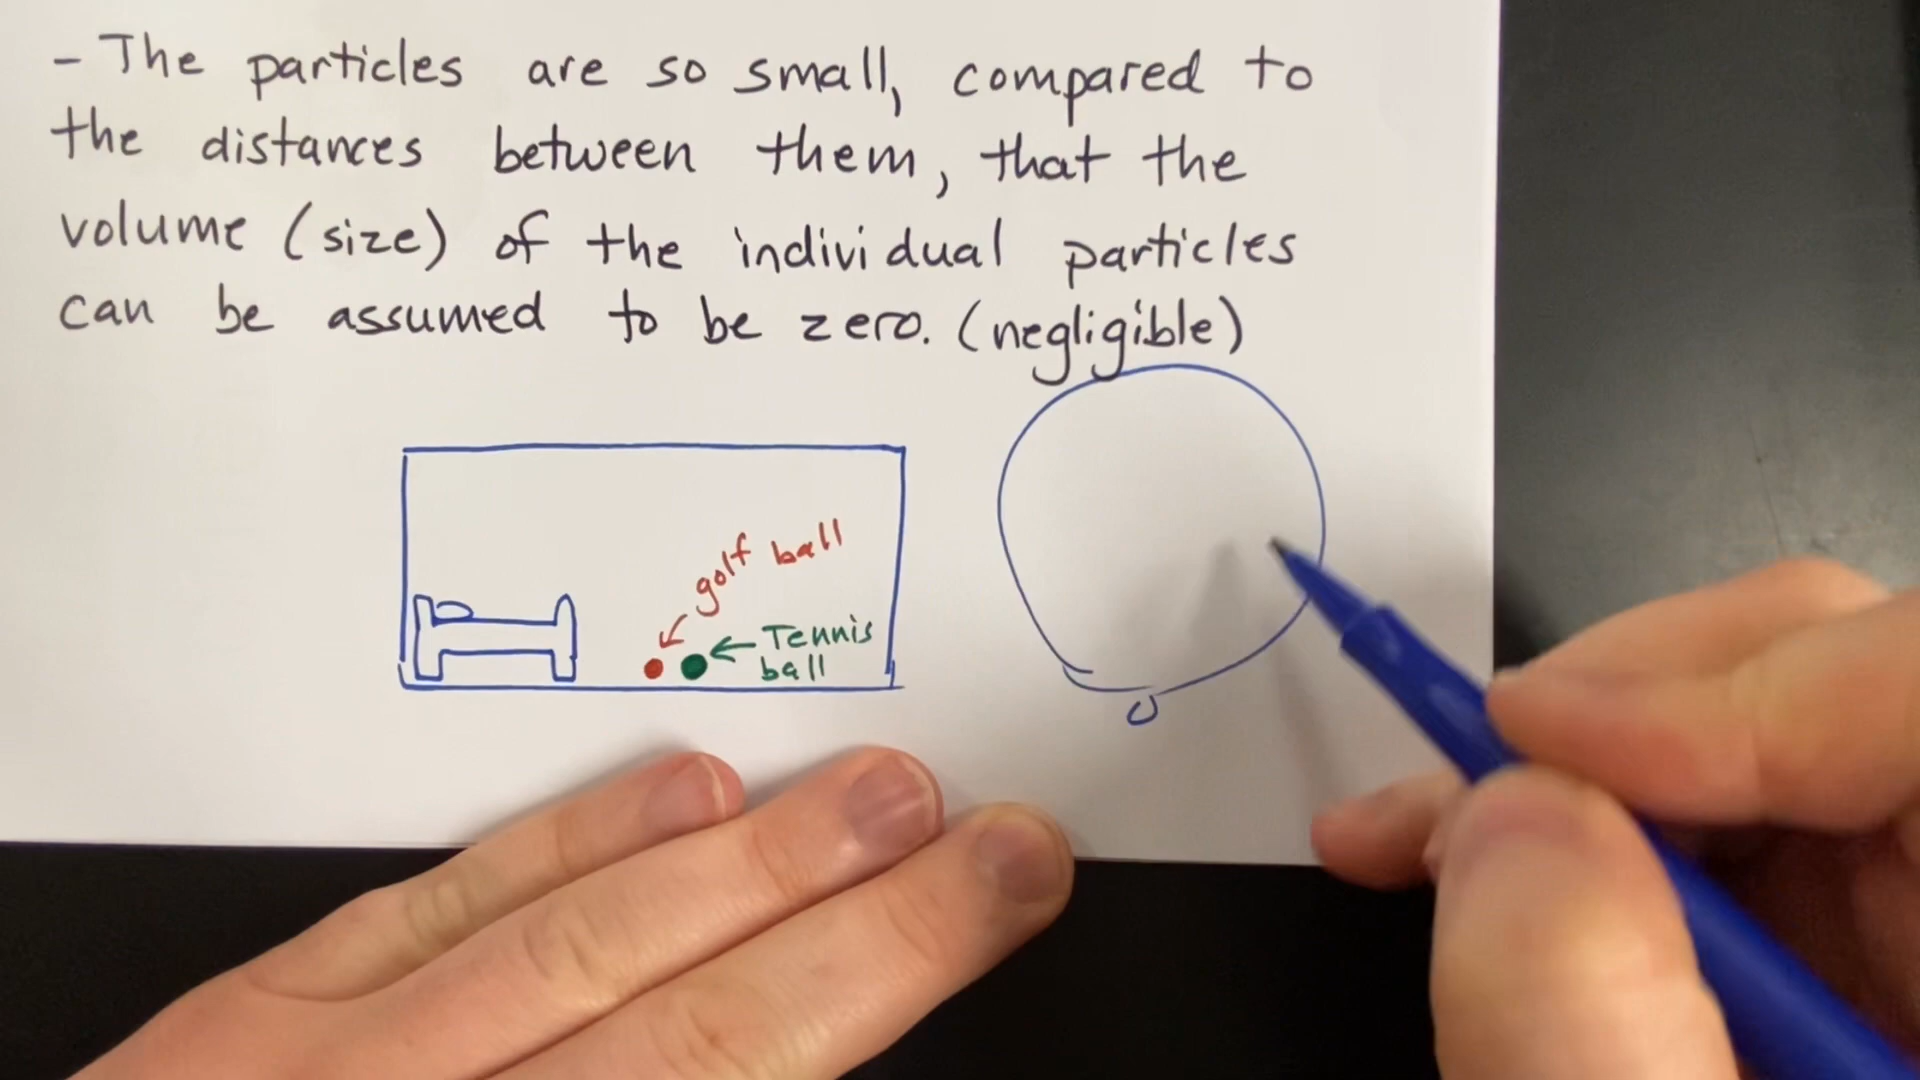 - The particles are so small, compared to
the distances between them, that the
volume (size) of the individual particles
can be assumed to be zero. (negligible)
golf ball
Tennis
ball